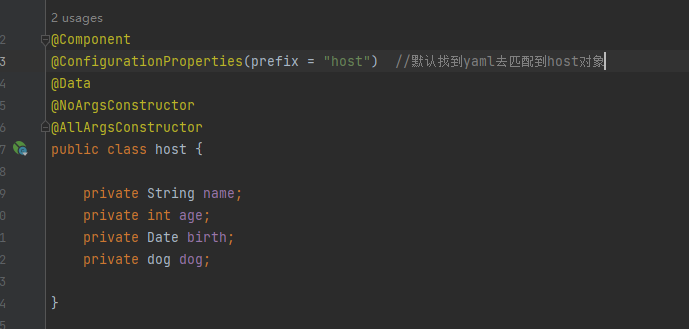 2 usages
2 @Component
3 @ConfigurationProperties(prefix = "host")  //默认找到yaml去匹配到host对象
4 @Data
5 @NoArgsConstructor
6 @AllArgsConstructor
7 public class host {
8
9 private String name;
0 private int age;
1 private Date birth;
2 private dog dog;
3
4 }
5